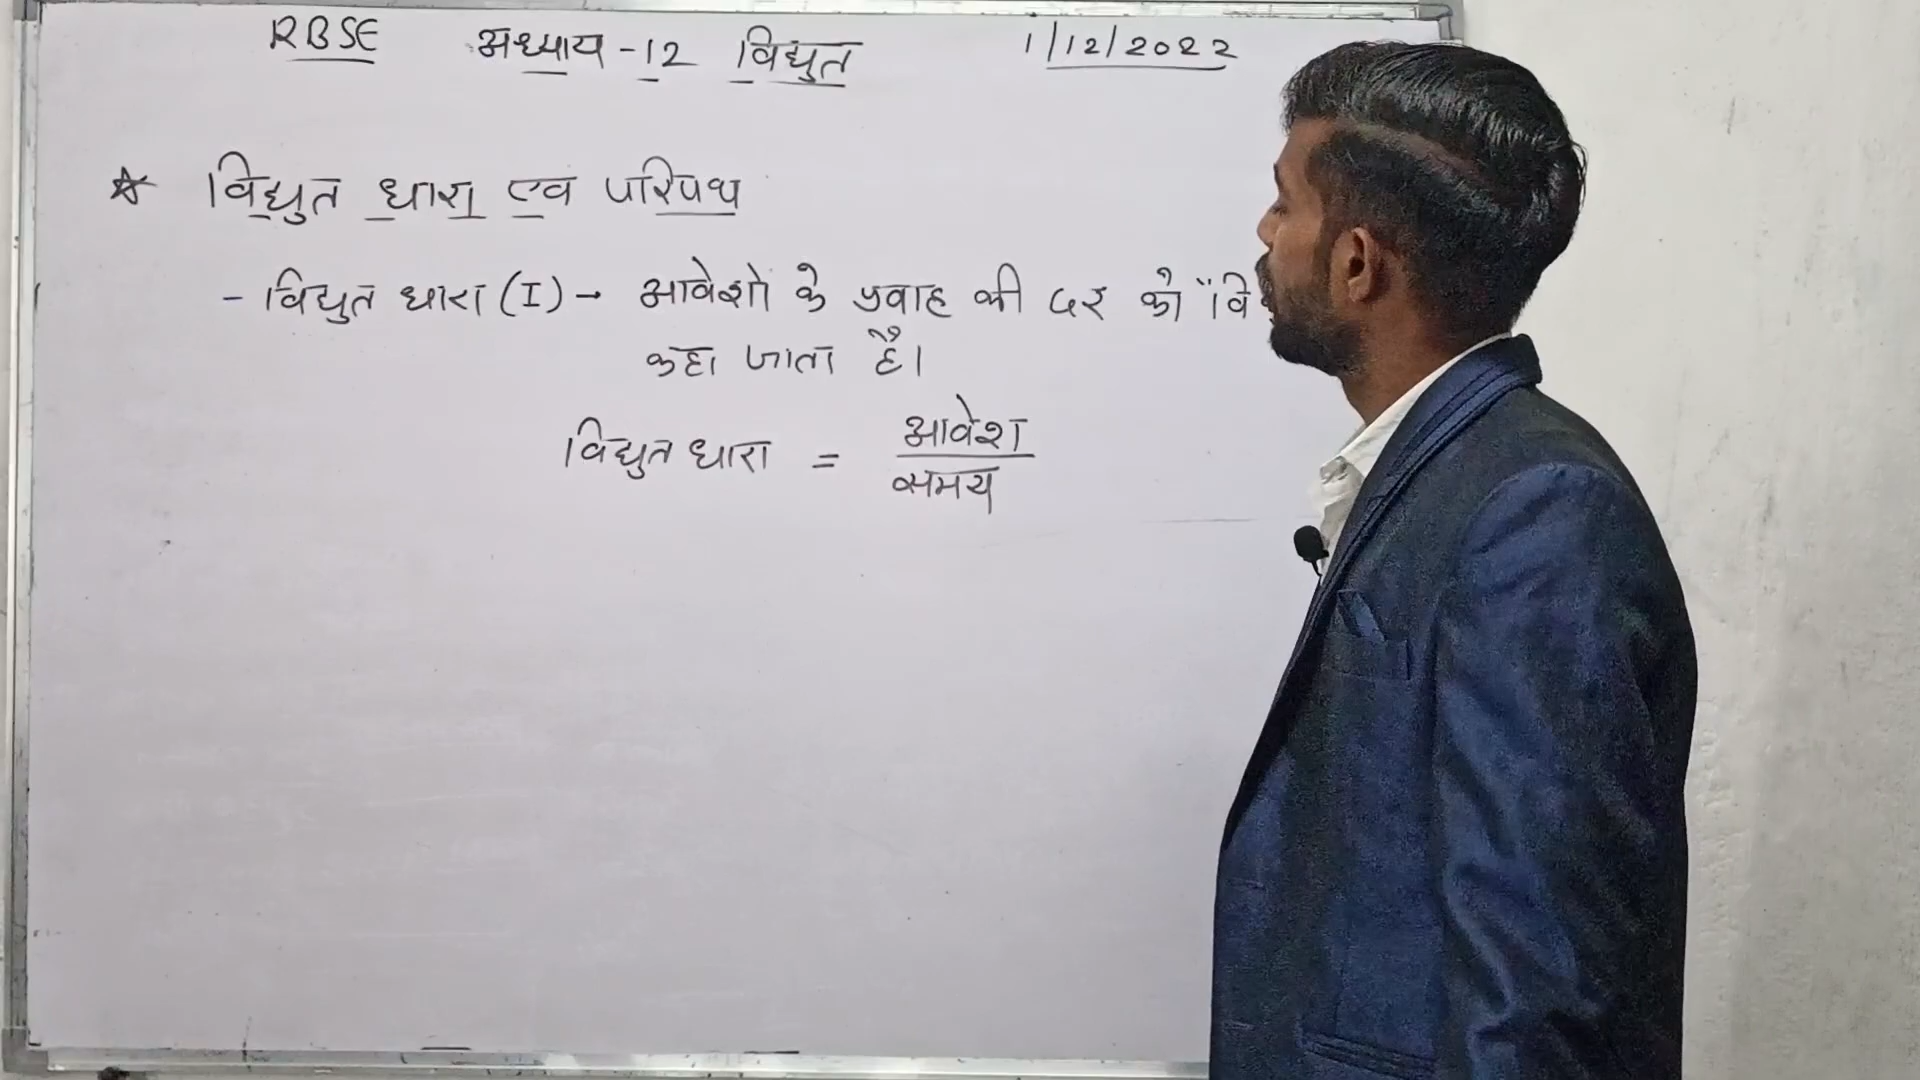 RBSE अध्याय - 12 विद्युत 1/12/2022
☆ विद्युत धारा एव परिपथ
- विद्युत धारा (I) → आवेशो के प्रवाह की दर को "वि
कहा जाता है।
विद्युत धारा = आवेश
समय